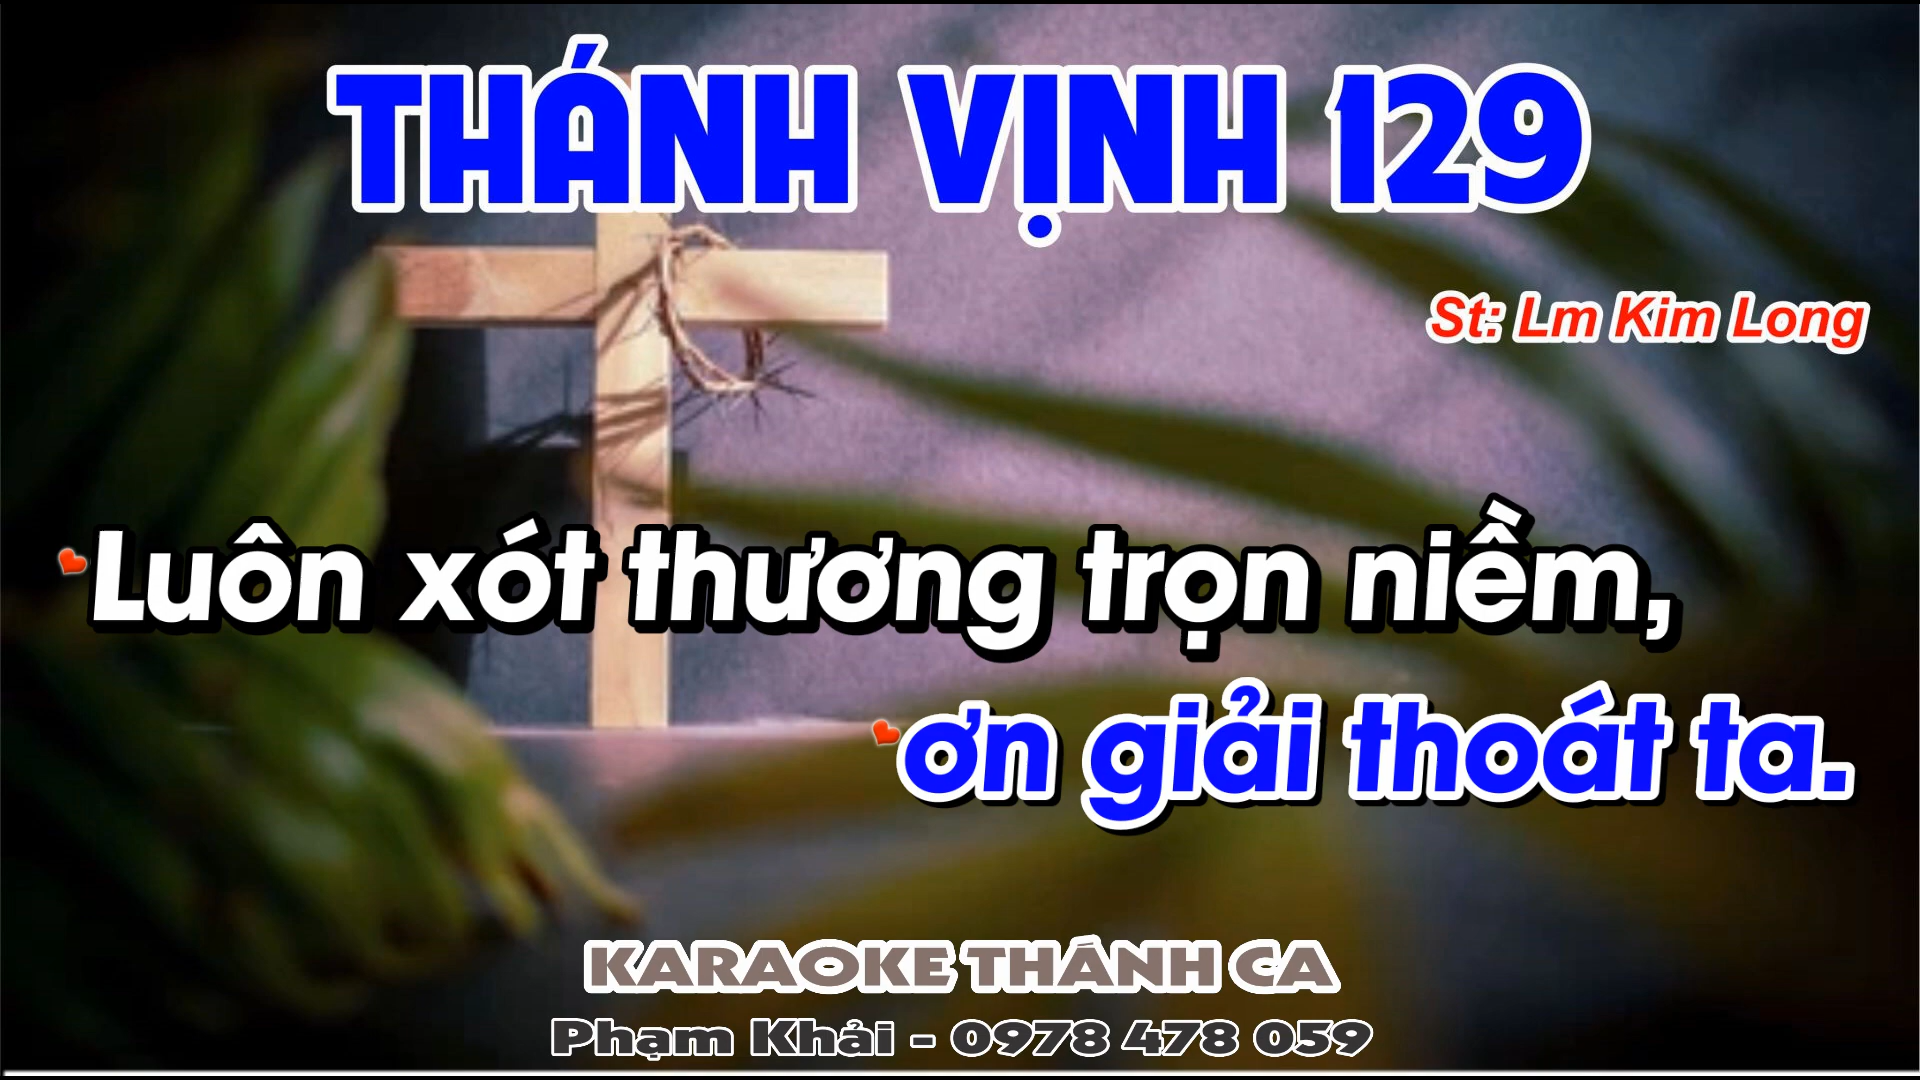 THÁNH VỊNH 129
St: Lm Kim Long
Luôn xót thương trọn niềm,
ơn giải thoát ta.
KARAOKE THÁNH CA
Phạm Khải - 0978 478 059